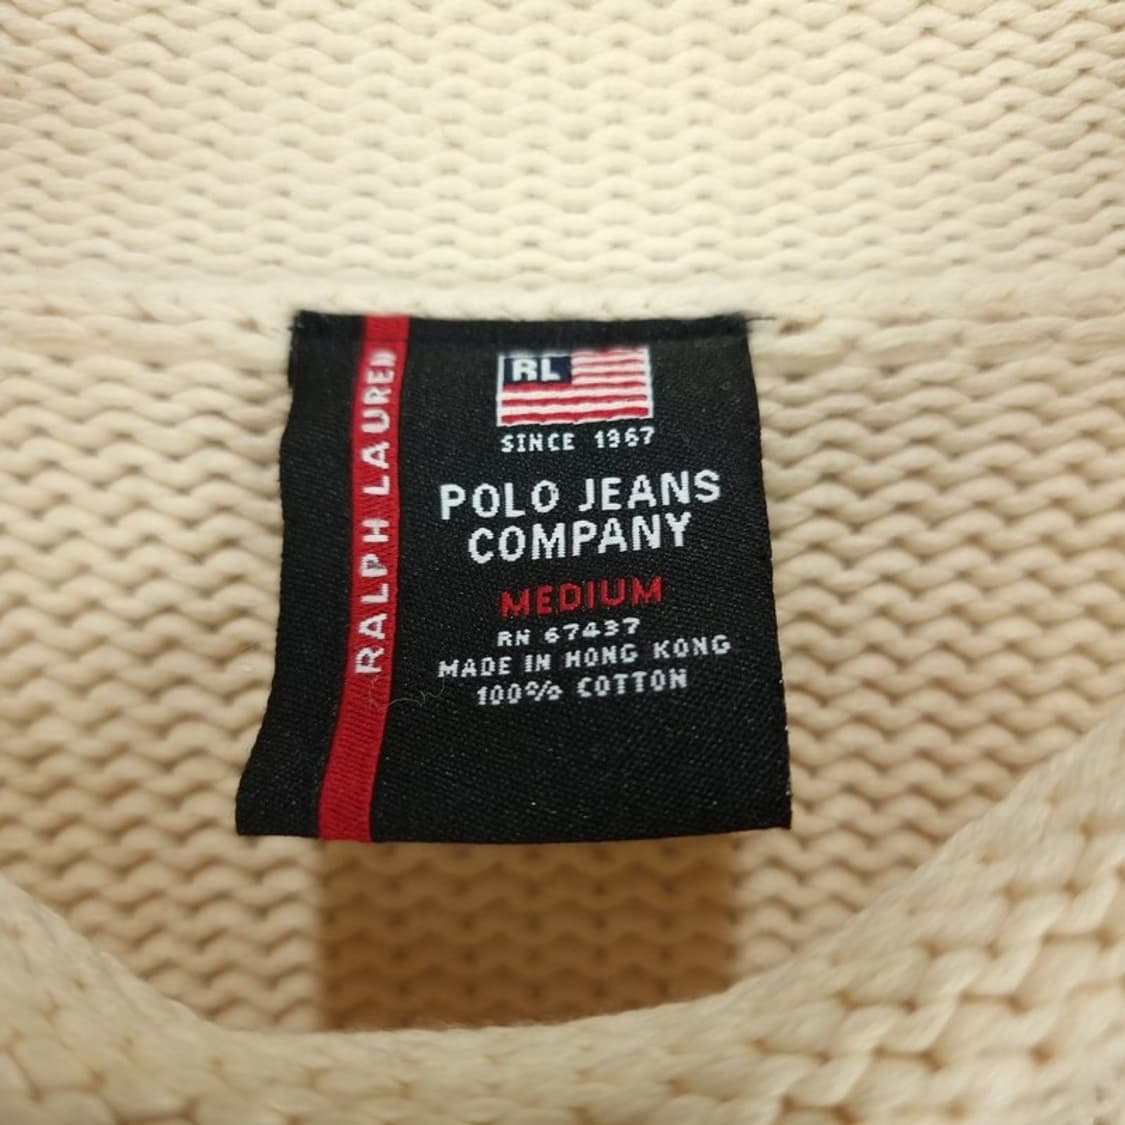 RALPH LAUREN
RL
SINCE 1967
POLO JEANS
COMPANY
MEDIUM
RN 67437
MADE IN HONG KONG
100% COTTON